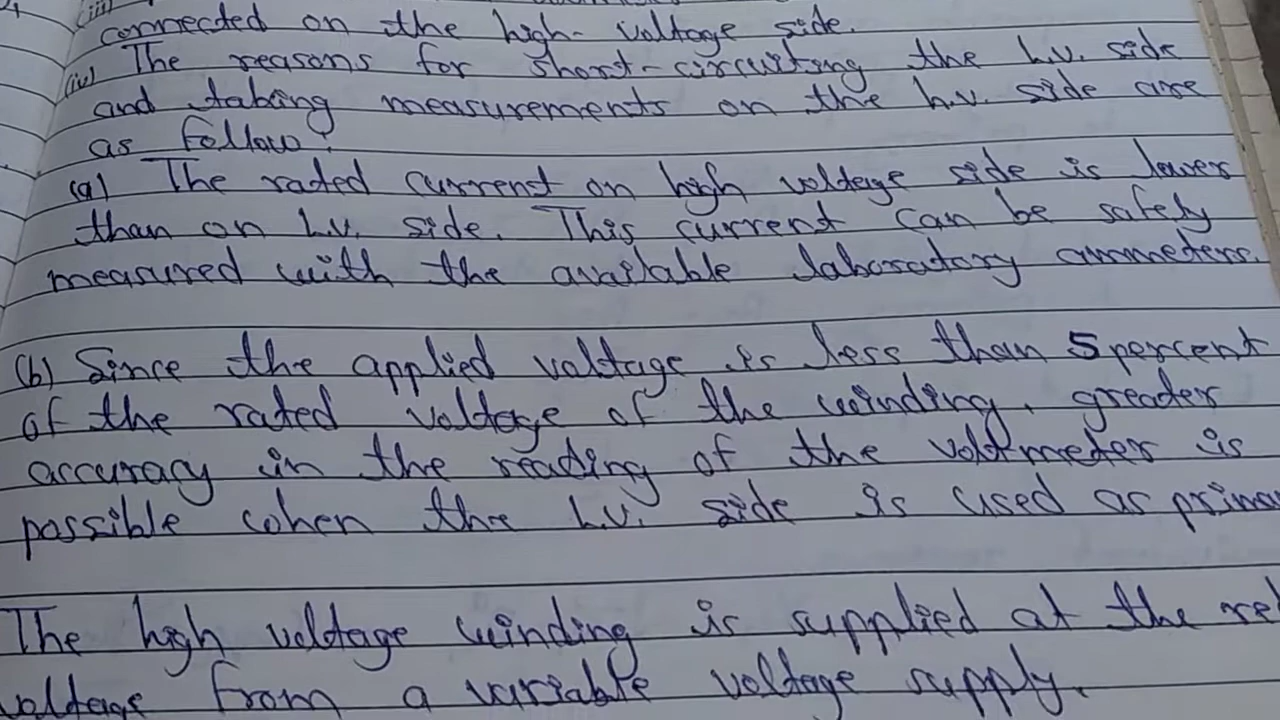 (iii)
connected on the high-voltage side.
(iv) The reasons for short-circuiting the l.v. side
and taking measurements on the h.v. side are
as follow:
(a) The rated current on high voltage side is lower
than on l.v. side. This current can be safely
measured with the available laboratory ammeters.
(b) Since the applied voltage is less than 5 percent
of the rated voltage of the winding, greater
accuracy in the reading of the voltmeter is
possible when the h.v. side is used as prima
The high voltage winding is supplied at the
voltage from a variable voltage supply.